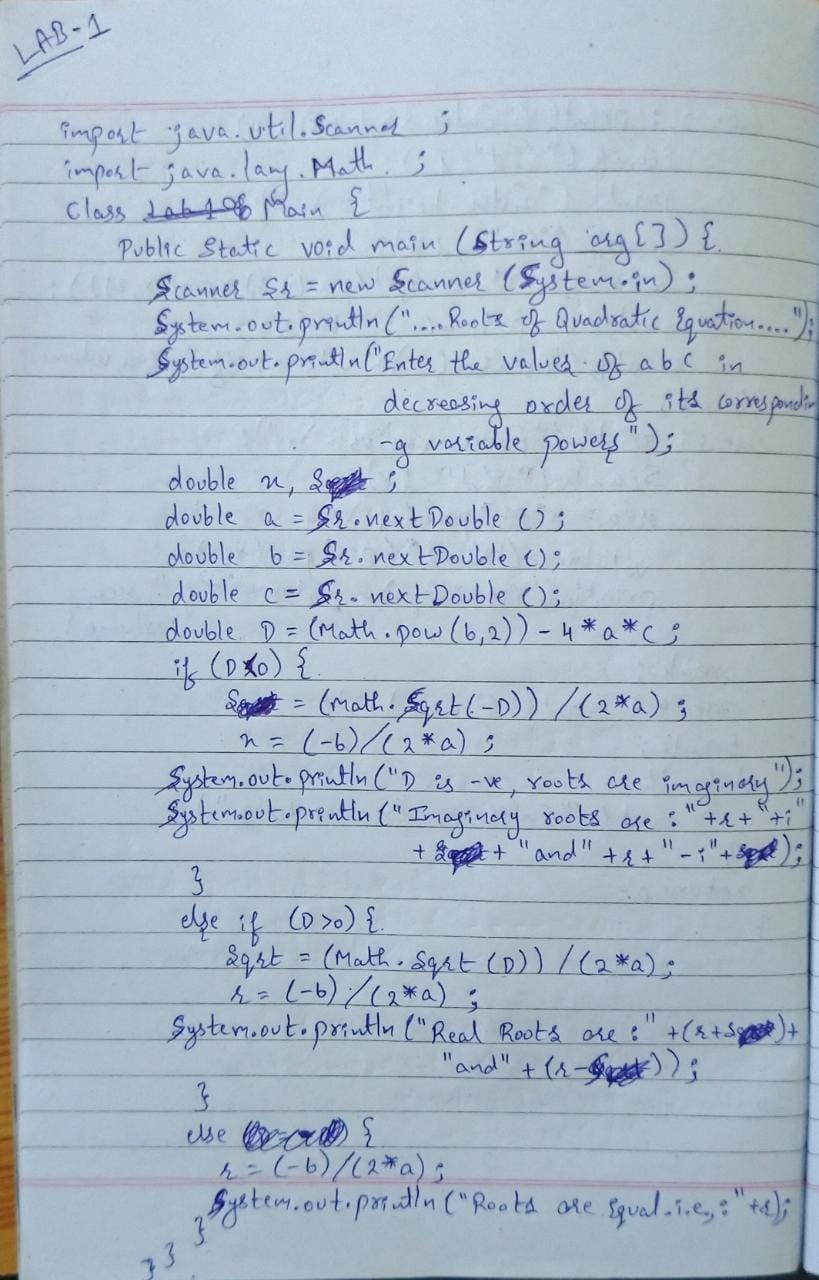 LAB-1
import java.util.Scanner ;
import java.lang.Math. ;
Class Main {
Public Static void main (String arg[]) {
Scanner Sr = new Scanner (System.in) ;
System.out.println ("....Roots of Quadratic Equation....");
System.out.println ("Enter the values of a b c in
decreasing order of its correspondin
-g variable powers");
double r, ;
double a = Sr.nextDouble ();
double b = Sr.nextDouble ();
double c = Sr.nextDouble ();
double D = (Math.pow (b,2)) - 4*a*c ;
if (D<0) {
= (Math.Sqrt(-D)) / (2*a) ;
r = (-b)/(2*a) ;
System.out.println ("D is -ve, roots are imaginary");
System.out.println ("Imaginary roots are :" +r+ "+i"
+ + "and" +r+ "-i"+ );
}
else if (D>0) {
Sqrt = (Math.Sqrt (D)) / (2*a) ;
r = (-b)/(2*a) ;
System.out.println ("Real Roots are :" +(r+ )+
"and" + (r- ));
}
else {
r = (-b)/(2*a) ;
System.out.println ("Roots are Equal.i.e,:"+r);
}
} }